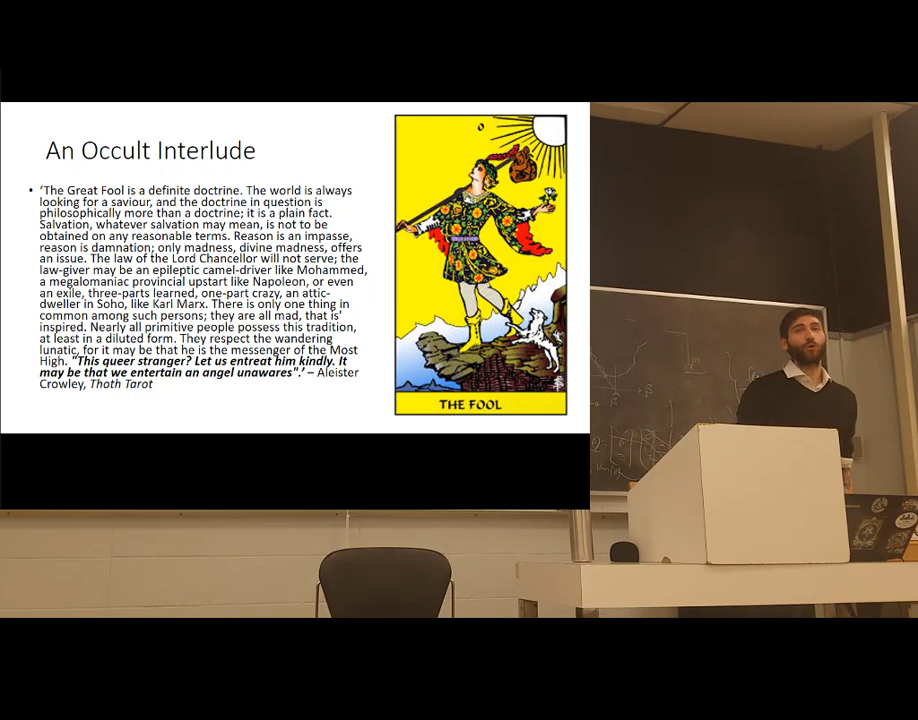 An Occult Interlude
• 'The Great Fool is a definite doctrine. The world is always
looking for a saviour, and the doctrine in question is
philosophically more than a doctrine; it is a plain fact.
Salvation, whatever salvation may mean, is not to be
obtained on any reasonable terms. Reason is an impasse,
reason is damnation; only madness, divine madness, offers
an issue. The law of the Lord Chancellor will not serve; the
law-giver may be an epileptic camel-driver like Mohammed,
a megalomaniac provincial upstart like Napoleon, or even
an exile, three-parts learned, one-part crazy, an attic-
dweller in Soho, like Karl Marx. There is only one thing in
common among such persons; they are all mad, that is'
inspired. Nearly all primitive people possess this tradition,
at least in a diluted form. They respect the wandering
lunatic, for it may be that he is the messenger of the Most
High. "This queer stranger? Let us entreat him kindly. It
may be that we entertain an angel unawares".' – Aleister
Crowley, Thoth Tarot
0
THE FOOL